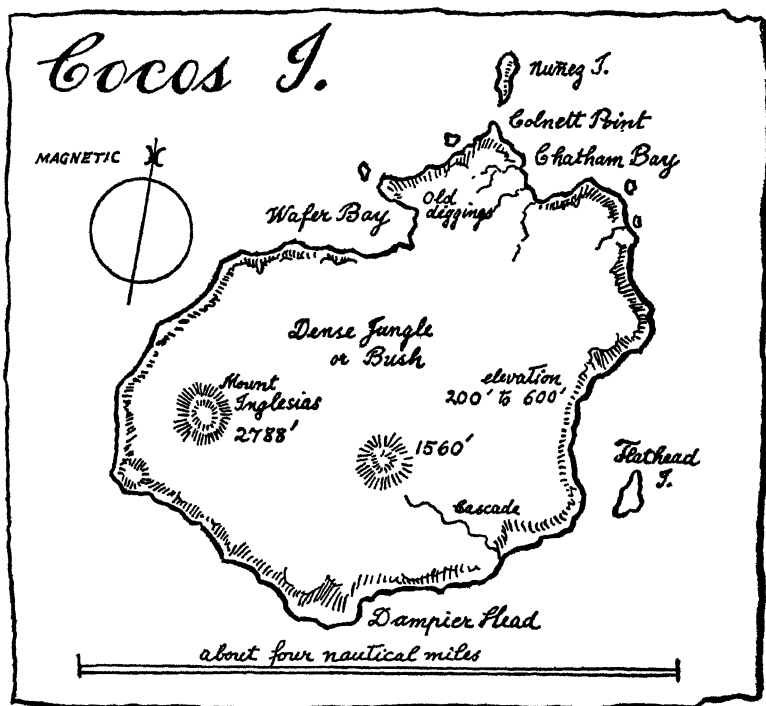 Cocos I.
Nuñez I.
Colnett Point
MAGNETIC
Chatham Bay
Old
diggings
Wafer Bay
Dense Jungle
or Bush
Mount
Inglesias
2788'
elevation
200' to 600'
1560'
Flathead
I.
Cascade
Dampier Head
about four nautical miles